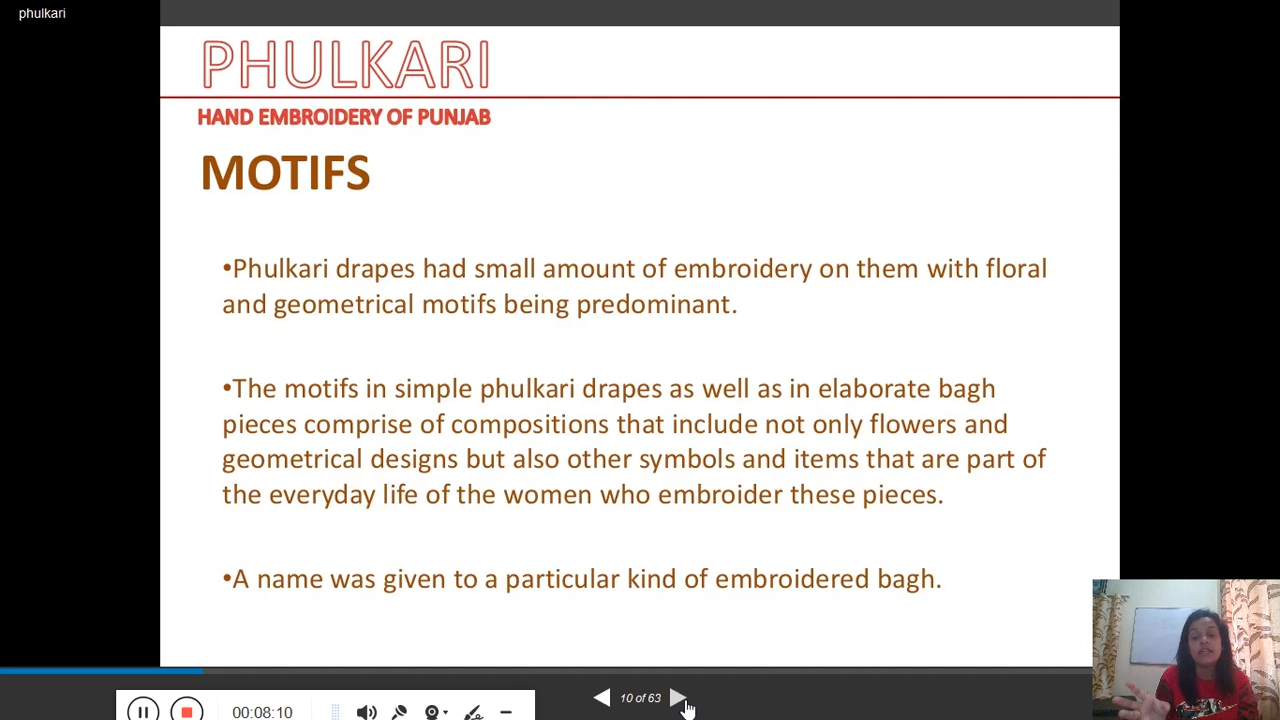 phulkari
PHULKARI
HAND EMBROIDERY OF PUNJAB
MOTIFS
•Phulkari drapes had small amount of embroidery on them with floral
and geometrical motifs being predominant.
•The motifs in simple phulkari drapes as well as in elaborate bagh
pieces comprise of compositions that include not only flowers and
geometrical designs but also other symbols and items that are part of
the everyday life of the women who embroider these pieces.
•A name was given to a particular kind of embroidered bagh.
10 of 63
00:08:10